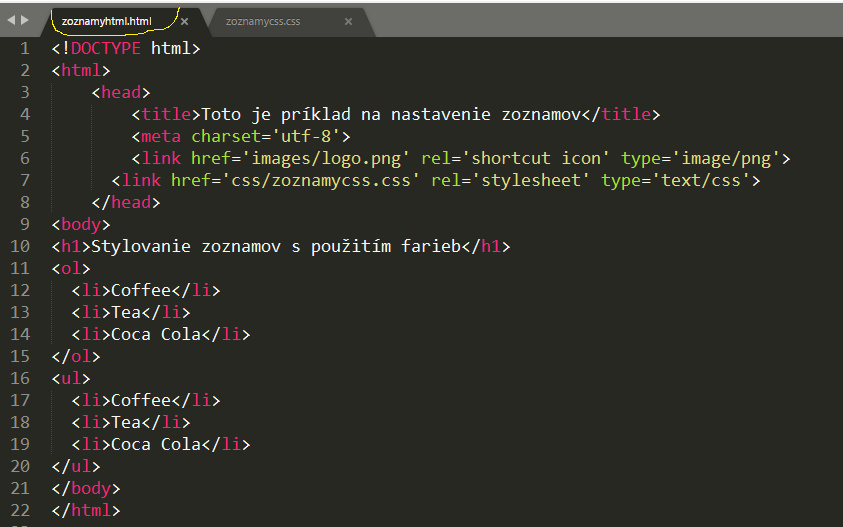 zoznamyhtml.html × zoznamycss.css ×
1 <!DOCTYPE html>
2 <html>
3     <head>
4         <title>Toto je príklad na nastavenie zoznamov</title>
5         <meta charset='utf-8'>
6         <link href='images/logo.png' rel='shortcut icon' type='image/png'>
7       <link href='css/zoznamycss.css' rel='stylesheet' type='text/css'>
8     </head>
9 <body>
10 <h1>Stylovanie zoznamov s použitím farieb</h1>
11 <ol>
12   <li>Coffee</li>
13   <li>Tea</li>
14   <li>Coca Cola</li>
15 </ol>
16 <ul>
17   <li>Coffee</li>
18   <li>Tea</li>
19   <li>Coca Cola</li>
20 </ul>
21 </body>
22 </html>